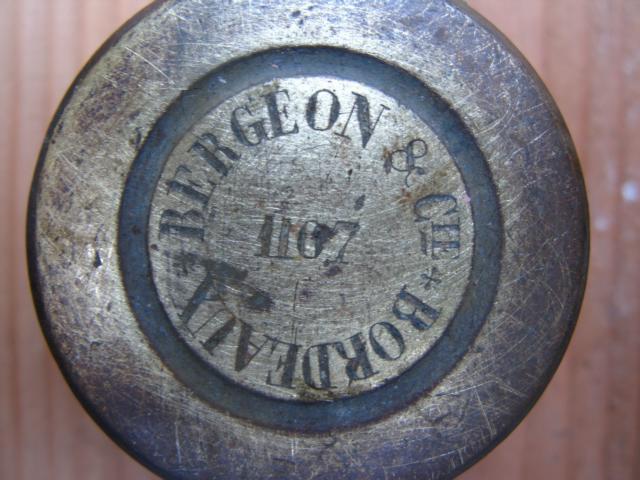 BERGEON & CIE * BORDEAUX *
1107